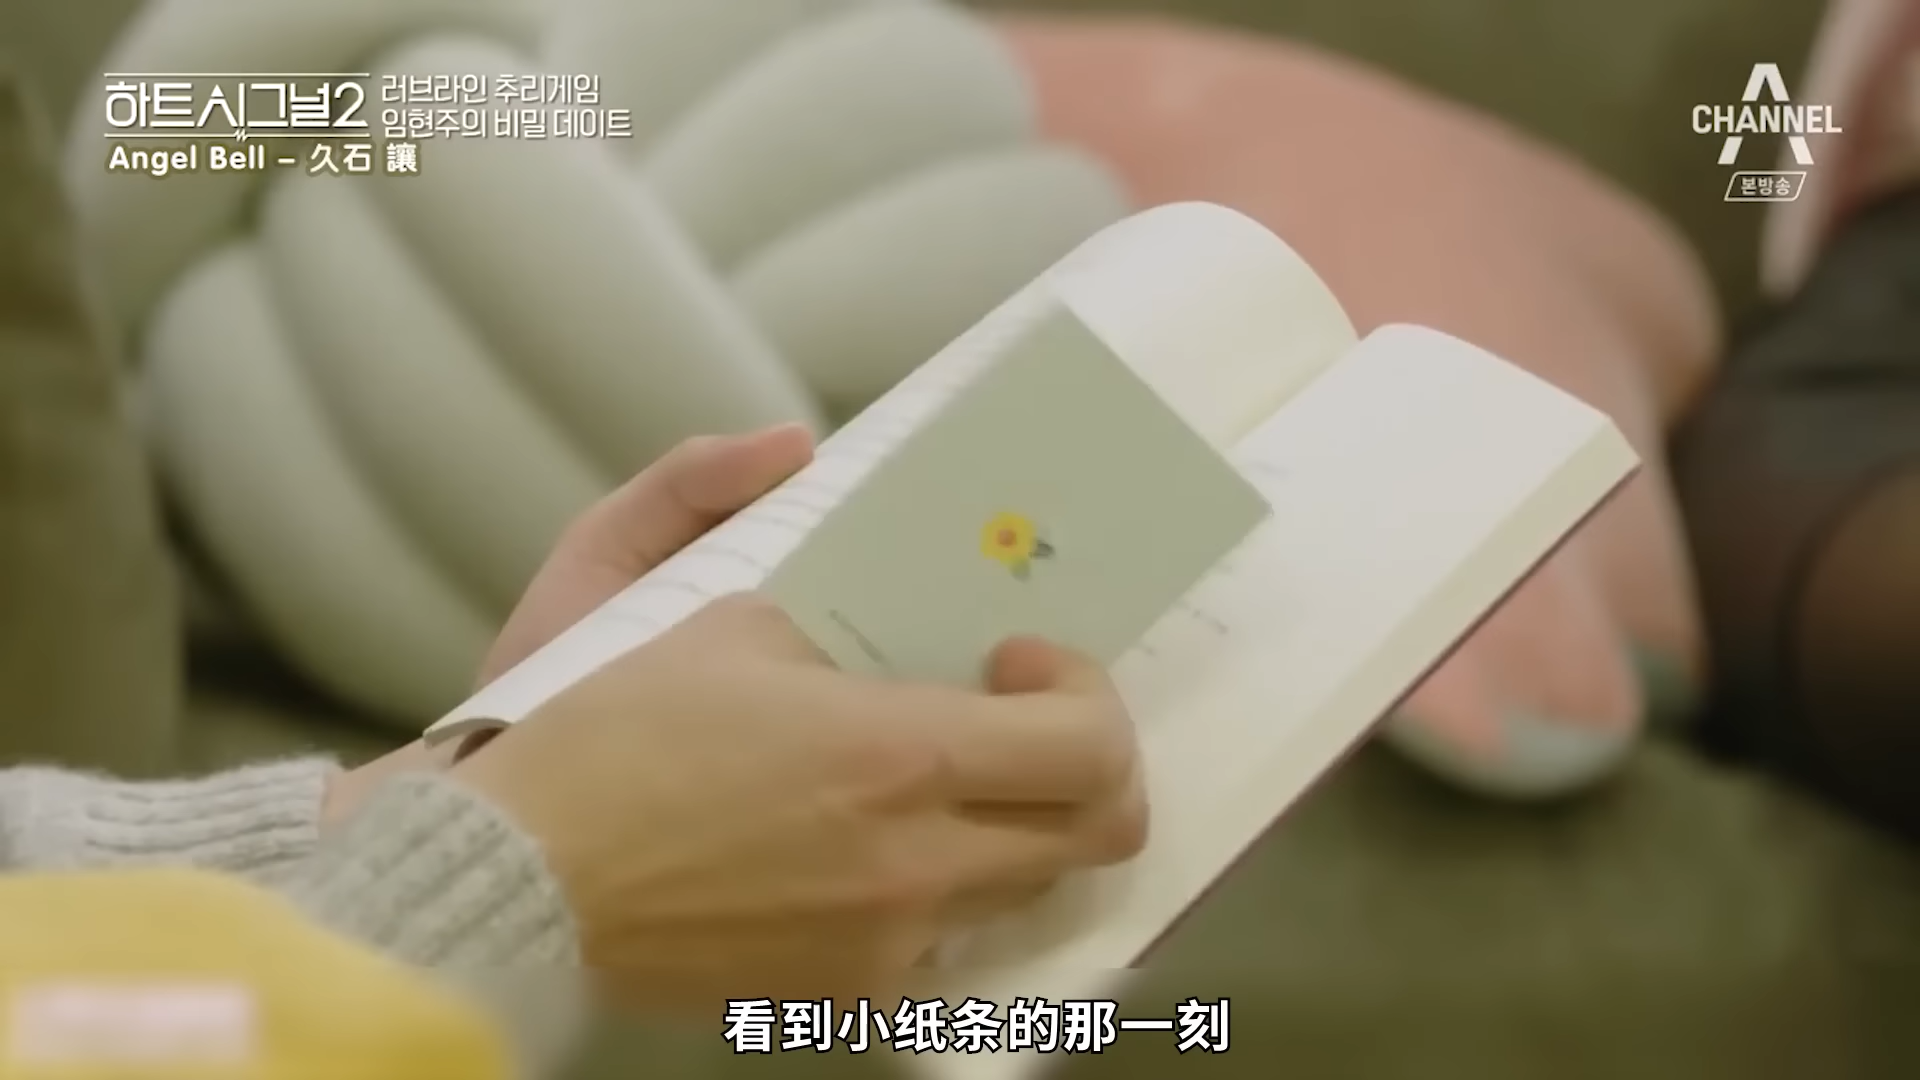 하트시그널2
러브라인 추리게임
임현주의 비밀 데이트
Angel Bell – 久石 讓
CHANNEL A
본방송
看到小纸条的那一刻